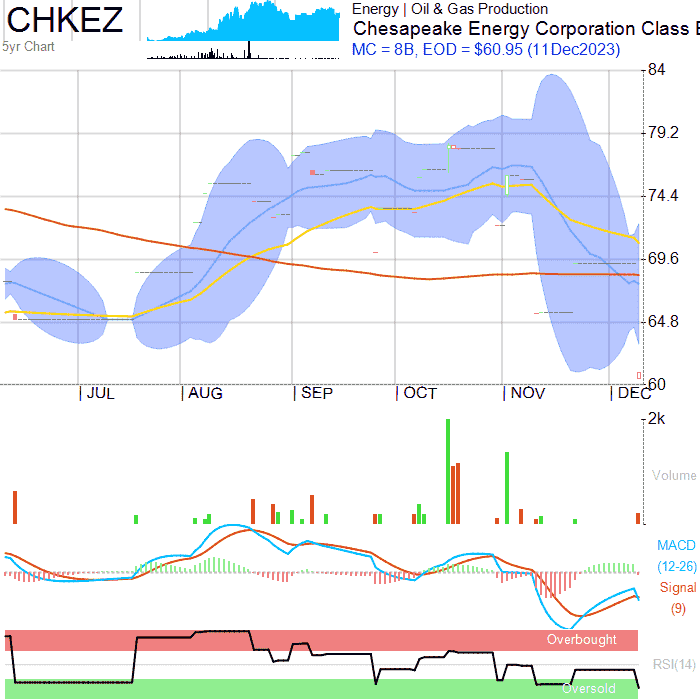 CHKEZ
5yr Chart
Energy | Oil & Gas Production
Chesapeake Energy Corporation Class
MC = 8B, EOD = $60.95 (11Dec2023)
84
79.2
74.4
69.6
64.8
60
JUL
AUG
SEP
OCT
NOV
DEC
2k
Volume
MACD
(12-26)
Signal
(9)
Overbought
RSI(14)
Oversold